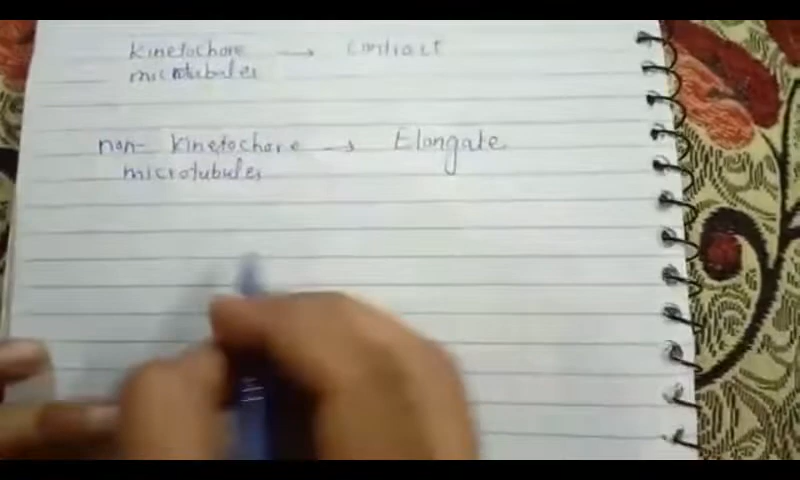 kinetochore → contract
microtubules
non- kinetochore → Elongate
microtubules